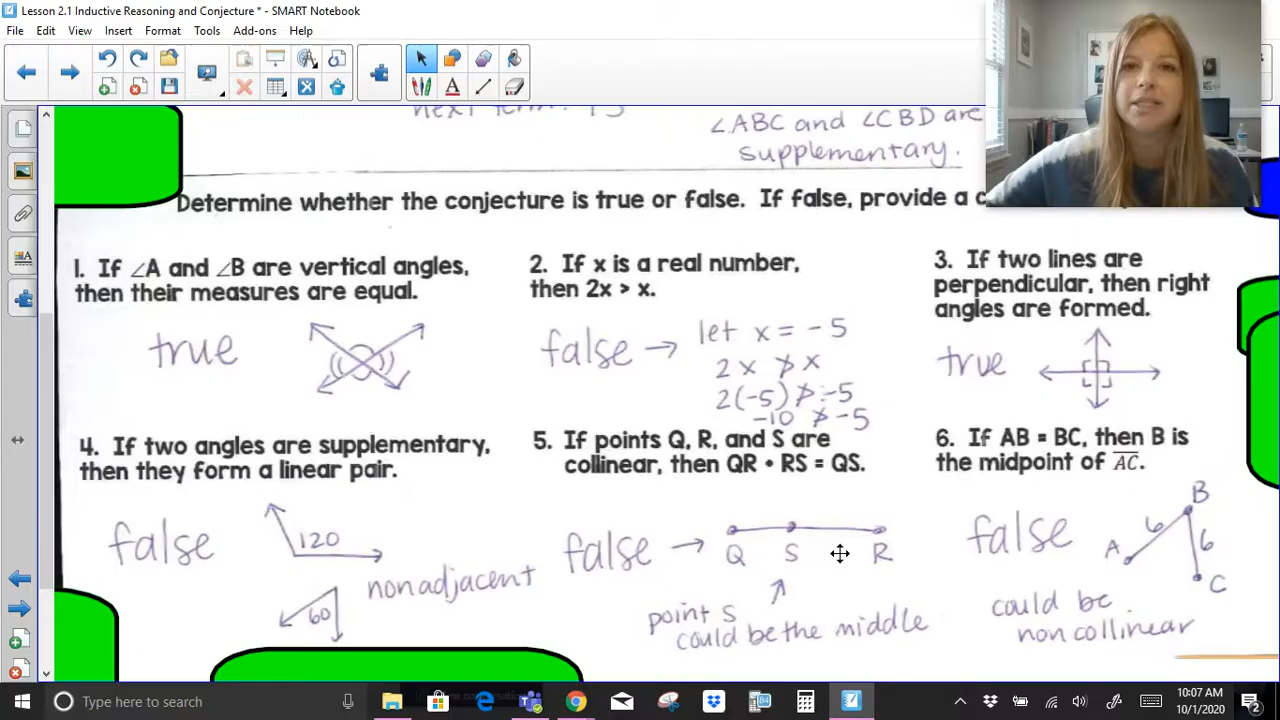 Lesson 2.1 Inductive Reasoning and Conjecture * - SMART Notebook
File Edit View Insert Format Tools Add-ons Help
∠ABC and ∠CBD are
supplementary.
Determine whether the conjecture is true or false. If false, provide a c
1. If ∠A and ∠B are vertical angles,
then their measures are equal.
true
2. If x is a real number,
then 2x > x.
false → let x = -5
2x ≯ x
2(-5) ≯ -5
-10 ≯ -5
3. If two lines are
perpendicular, then right
angles are formed.
true
4. If two angles are supplementary,
then they form a linear pair.
false
120
60
nonadjacent
5. If points Q, R, and S are
collinear, then QR + RS = QS.
false →
Q S R
point S
could be the middle
6. If AB = BC, then B is
the midpoint of AC.
false
A 6 B
6
C
could be
noncollinear
Type here to search
10:07 AM
10/1/2020
2